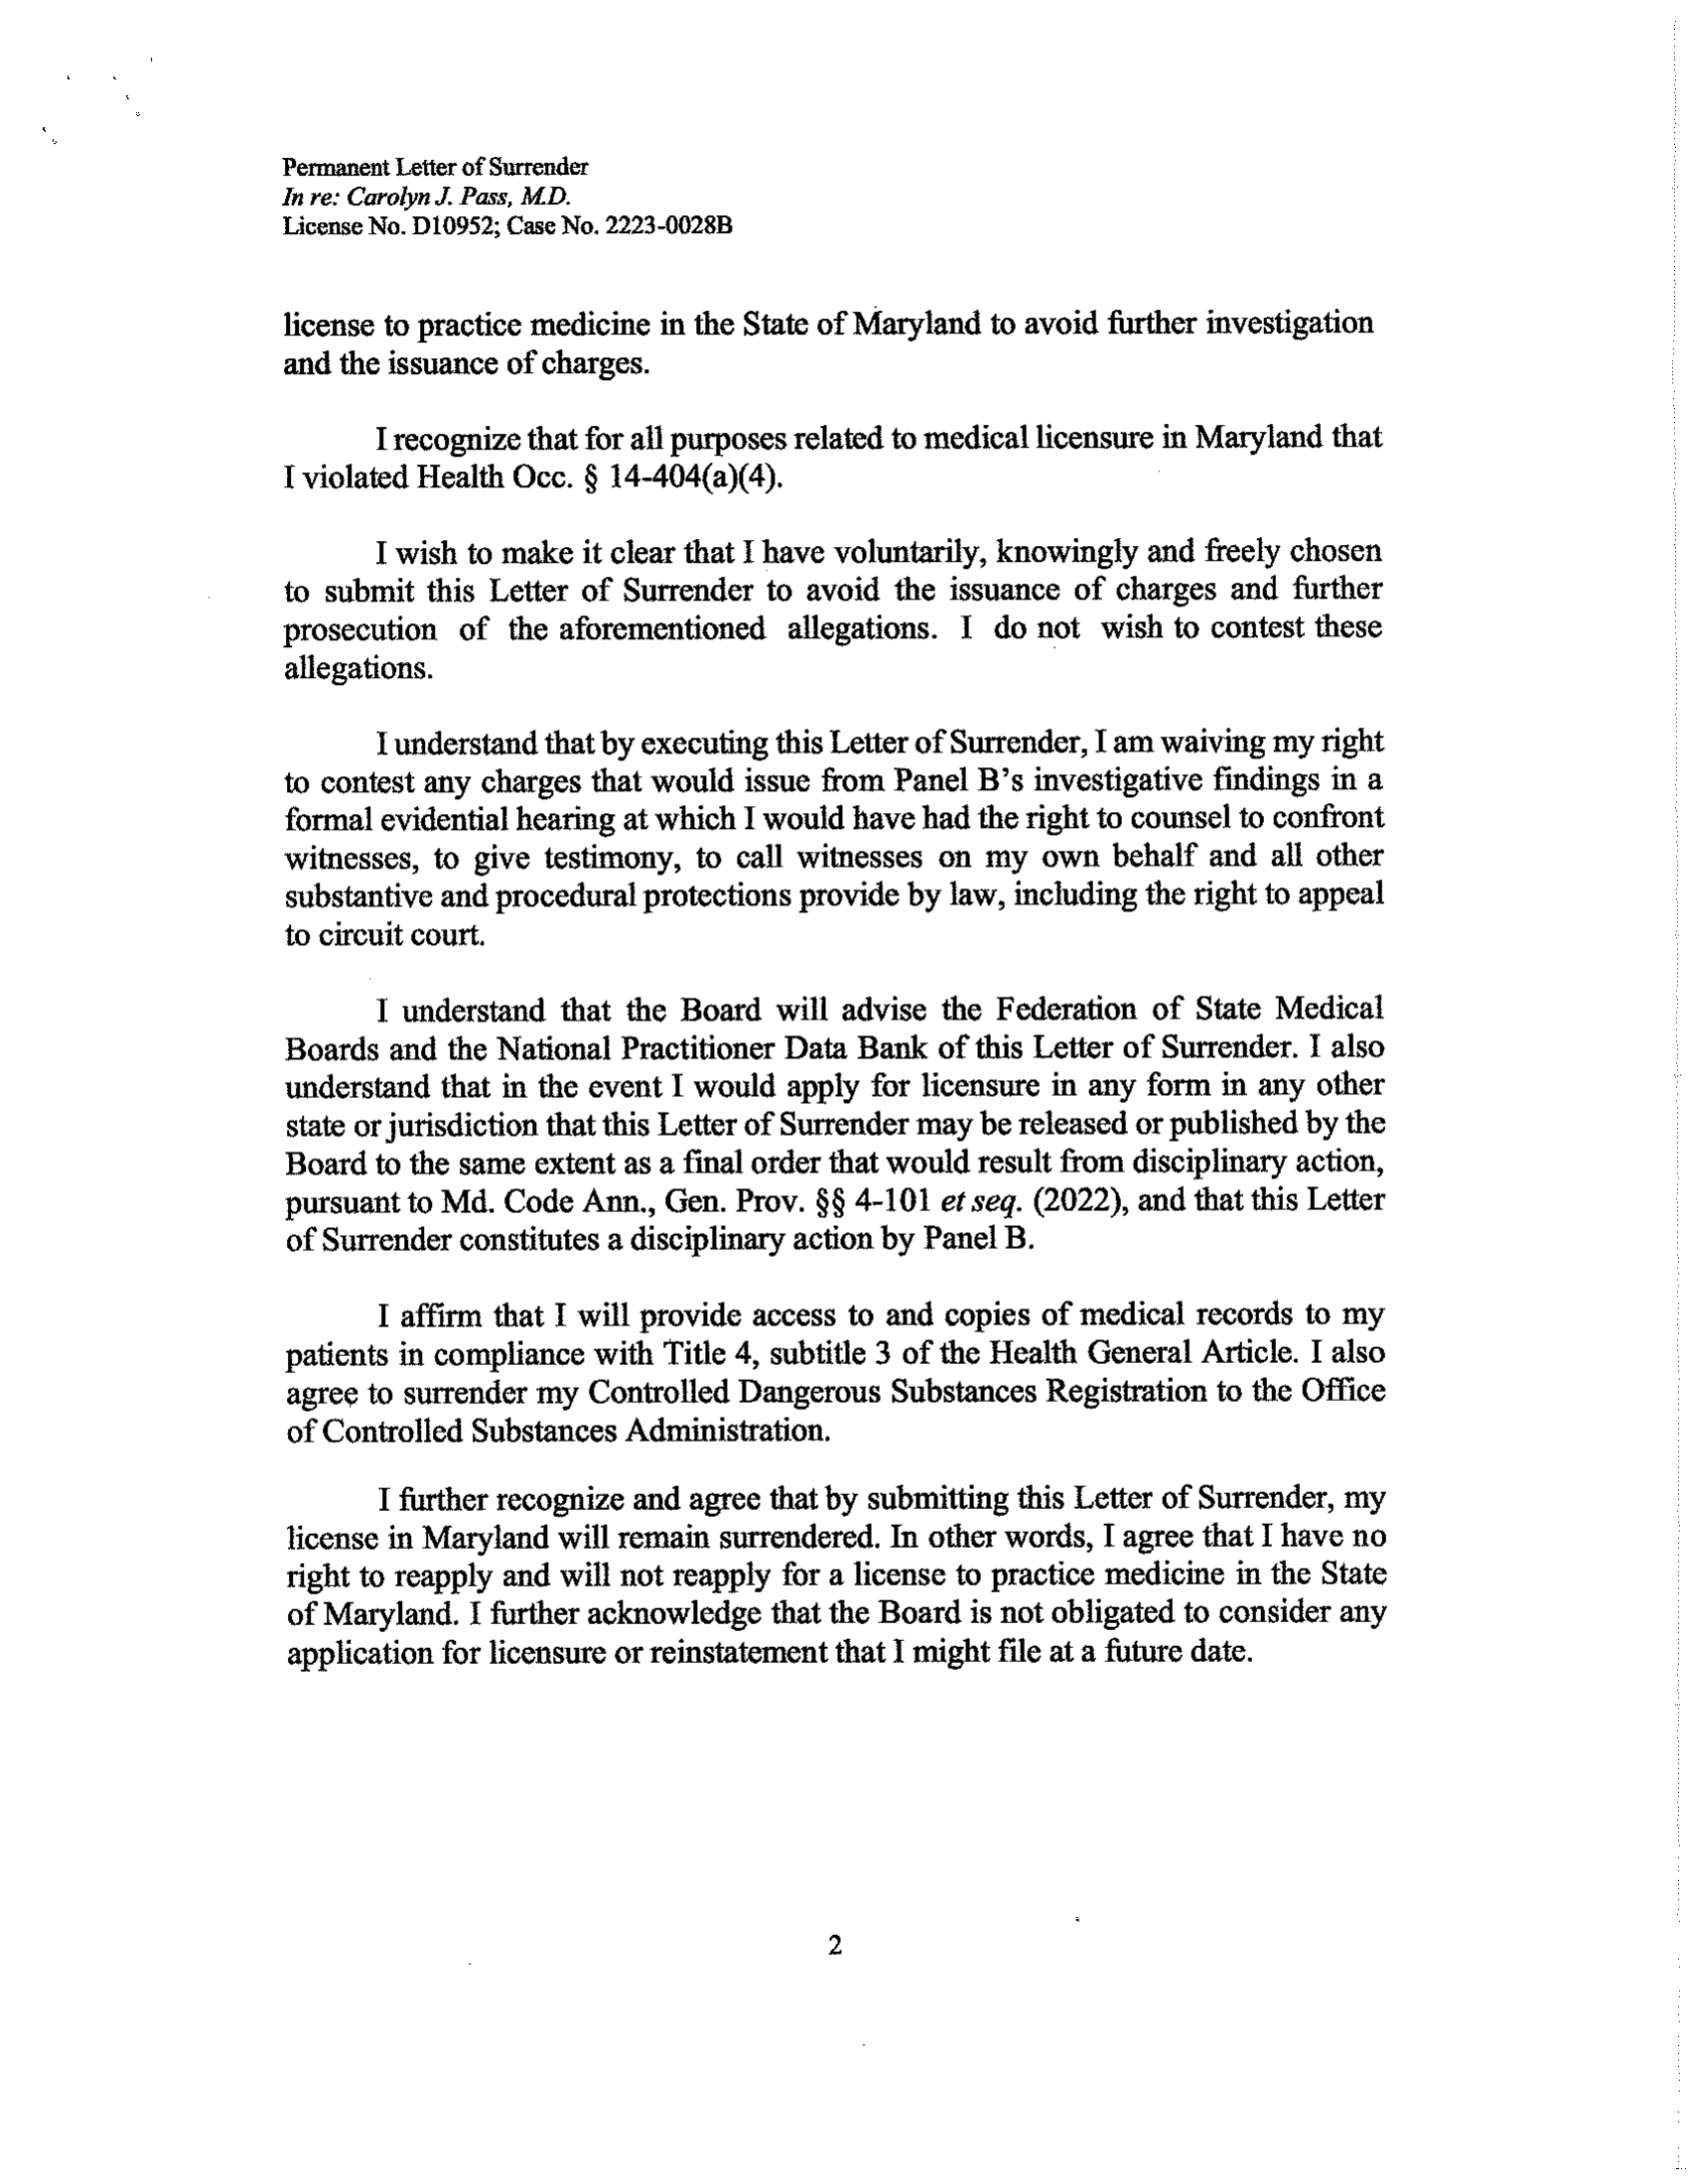 Permanent Letter of Surrender
In re: Carolyn J. Pass, M.D.
License No. D10952; Case No. 2223-0028B
license to practice medicine in the State of Maryland to avoid further investigation
and the issuance of charges.
I recognize that for all purposes related to medical licensure in Maryland that
I violated Health Occ. § 14-404(a)(4).
I wish to make it clear that I have voluntarily, knowingly and freely chosen
to submit this Letter of Surrender to avoid the issuance of charges and further
prosecution of the aforementioned allegations. I do not wish to contest these
allegations.
I understand that by executing this Letter of Surrender, I am waiving my right
to contest any charges that would issue from Panel B's investigative findings in a
formal evidential hearing at which I would have had the right to counsel to confront
witnesses, to give testimony, to call witnesses on my own behalf and all other
substantive and procedural protections provide by law, including the right to appeal
to circuit court.
I understand that the Board will advise the Federation of State Medical
Boards and the National Practitioner Data Bank of this Letter of Surrender. I also
understand that in the event I would apply for licensure in any form in any other
state or jurisdiction that this Letter of Surrender may be released or published by the
Board to the same extent as a final order that would result from disciplinary action,
pursuant to Md. Code Ann., Gen. Prov. §§ 4-101 et seq. (2022), and that this Letter
of Surrender constitutes a disciplinary action by Panel B.
I affirm that I will provide access to and copies of medical records to my
patients in compliance with Title 4, subtitle 3 of the Health General Article. I also
agree to surrender my Controlled Dangerous Substances Registration to the Office
of Controlled Substances Administration.
I further recognize and agree that by submitting this Letter of Surrender, my
license in Maryland will remain surrendered. In other words, I agree that I have no
right to reapply and will not reapply for a license to practice medicine in the State
of Maryland. I further acknowledge that the Board is not obligated to consider any
application for licensure or reinstatement that I might file at a future date.
2